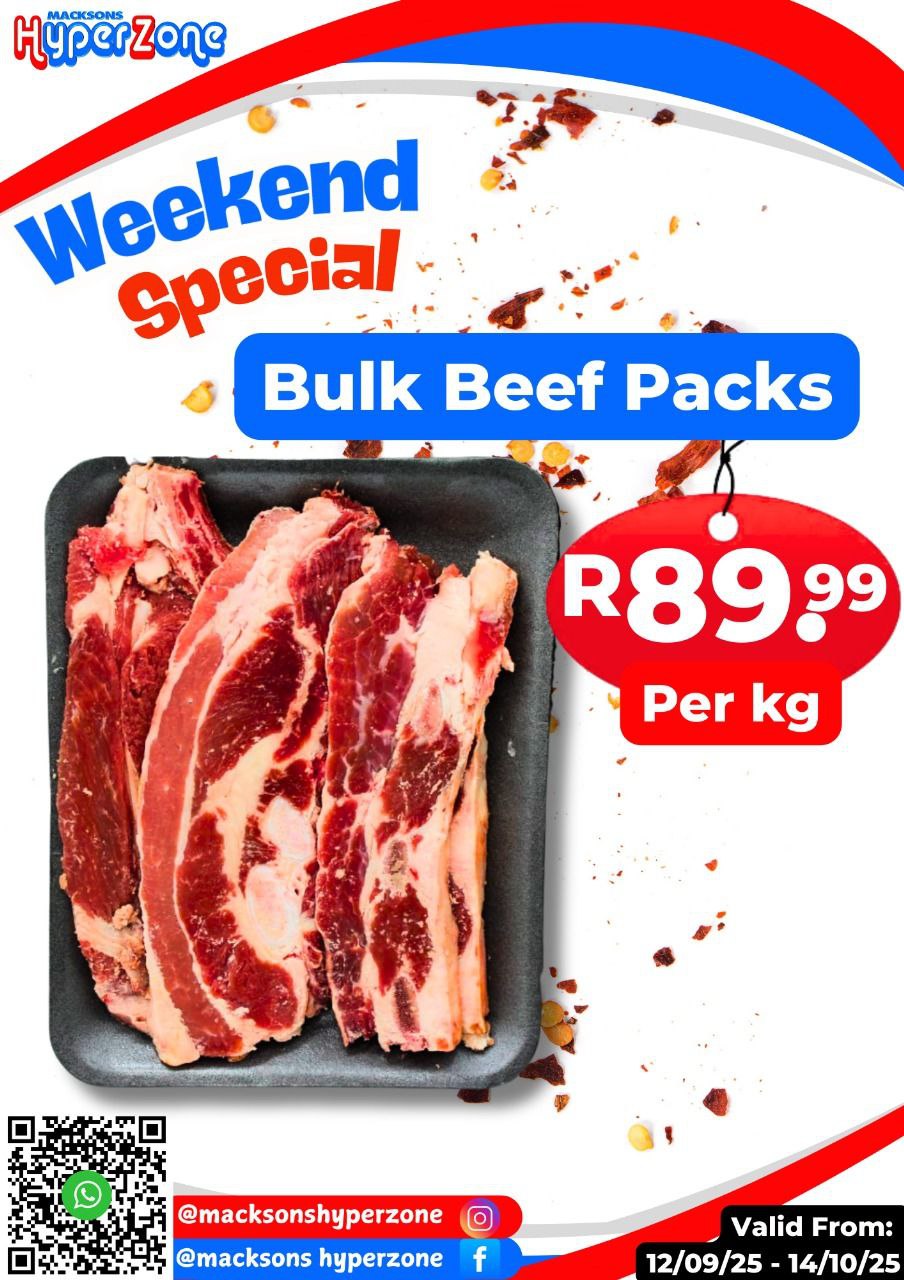 MACKSONS
HyperZone
Weekend
Special
Bulk Beef Packs
R89.99
Per kg
@macksonshyperzone
@macksons hyperzone
Valid From:
12/09/25 - 14/10/25